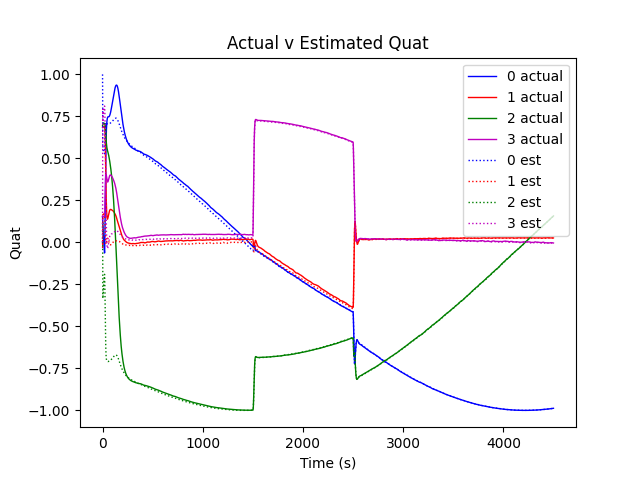 Actual v Estimated Quat
1.00
0.75
0.50
0.25
0.00
−0.25
−0.50
−0.75
−1.00
Quat
0 actual
1 actual
2 actual
3 actual
0 est
1 est
2 est
3 est
0
1000
2000
3000
4000
Time (s)